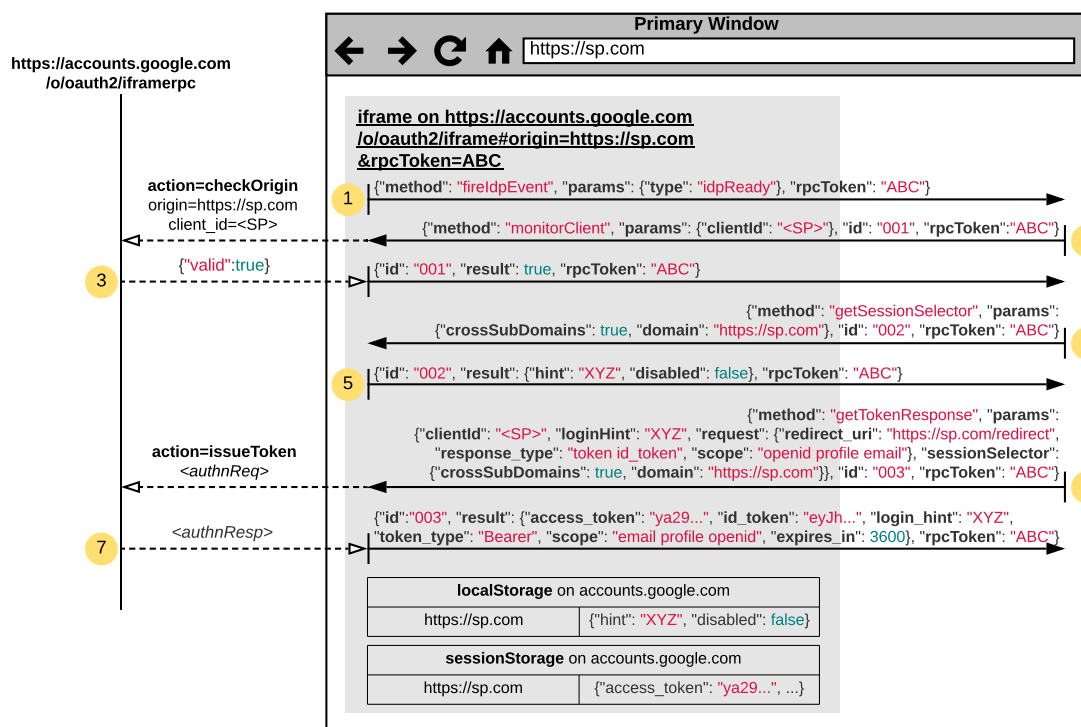 Primary Window
https://sp.com
https://accounts.google.com
/o/oauth2/iframerpc
iframe on https://accounts.google.com
/o/oauth2/iframe#origin=https://sp.com
&rpcToken=ABC
1
{"method": "fireIdpEvent", "params": {"type": "idpReady"}, "rpcToken": "ABC"}
action=checkOrigin
origin=https://sp.com
client_id=<SP>
{"method": "monitorClient", "params": {"clientId": "<SP>"}, "id": "001", "rpcToken":"ABC"}
{"valid":true}
3
{"id": "001", "result": true, "rpcToken": "ABC"}
{"method": "getSessionSelector", "params":
{"crossSubDomains": true, "domain": "https://sp.com"}, "id": "002", "rpcToken": "ABC"}
5
{"id": "002", "result": {"hint": "XYZ", "disabled": false}, "rpcToken": "ABC"}
{"method": "getTokenResponse", "params":
{"clientId": "<SP>", "loginHint": "XYZ", "request": {"redirect_uri": "https://sp.com/redirect",
"response_type": "token id_token", "scope": "openid profile email"}, "sessionSelector":
{"crossSubDomains": true, "domain": "https://sp.com"}}, "id": "003", "rpcToken": "ABC"}
action=issueToken
<authnReq>
<authnResp>
7
{"id":"003", "result": {"access_token": "ya29...", "id_token": "eyJh...", "login_hint": "XYZ",
"token_type": "Bearer", "scope": "email profile openid", "expires_in": 3600}, "rpcToken": "ABC"}
localStorage on accounts.google.com
https://sp.com {"hint": "XYZ", "disabled": false}
sessionStorage on accounts.google.com
https://sp.com {"access_token": "ya29...", ...}